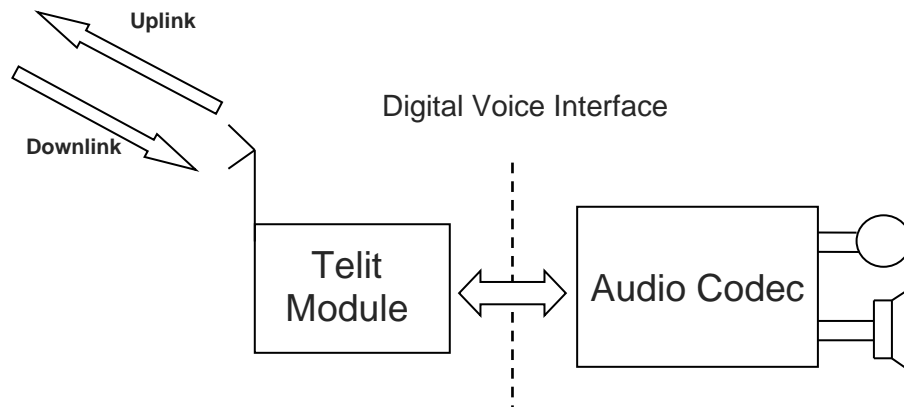 Uplink
Downlink
Digital Voice Interface
Telit
Module
Audio Codec